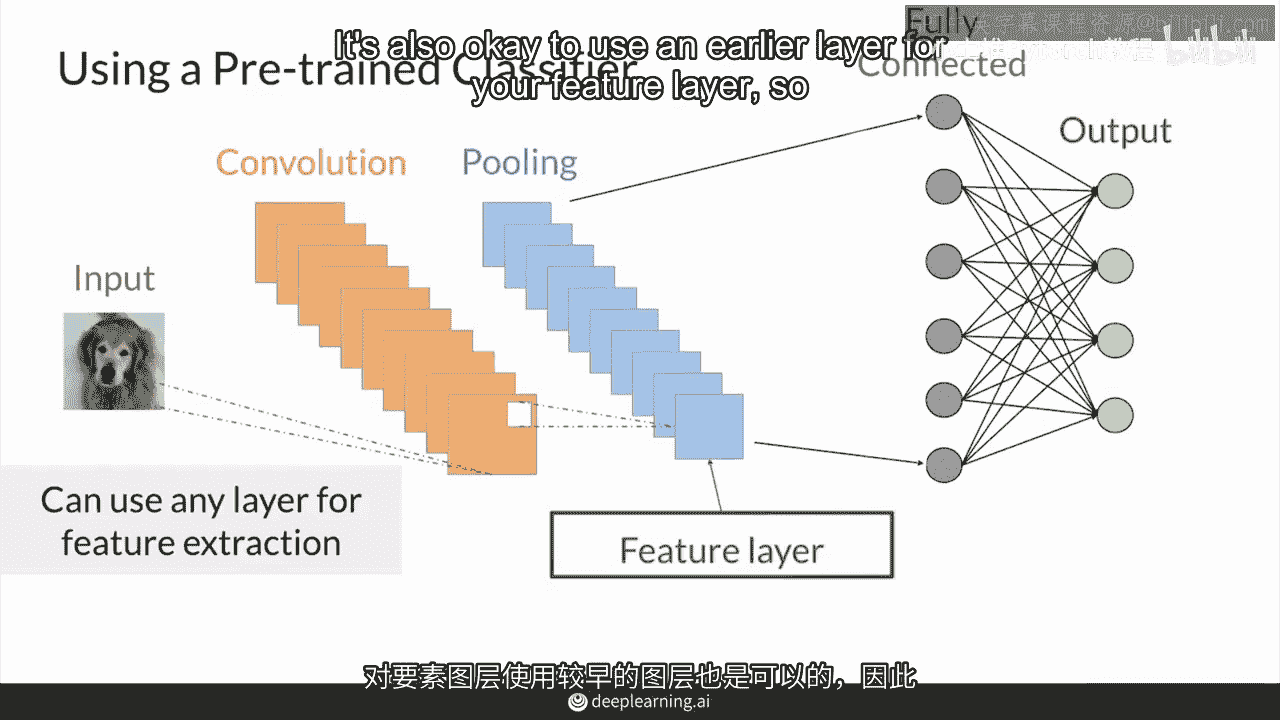 It's also okay to use an earlier layer for
your feature layer, so
Using a Pre-trained Classifier
Fully
Connected
Output
Convolution
Pooling
Input
Can use any layer for
feature extraction
Feature layer
对要素图层使用较早的图层也是可以的，因此
deeplearning.ai